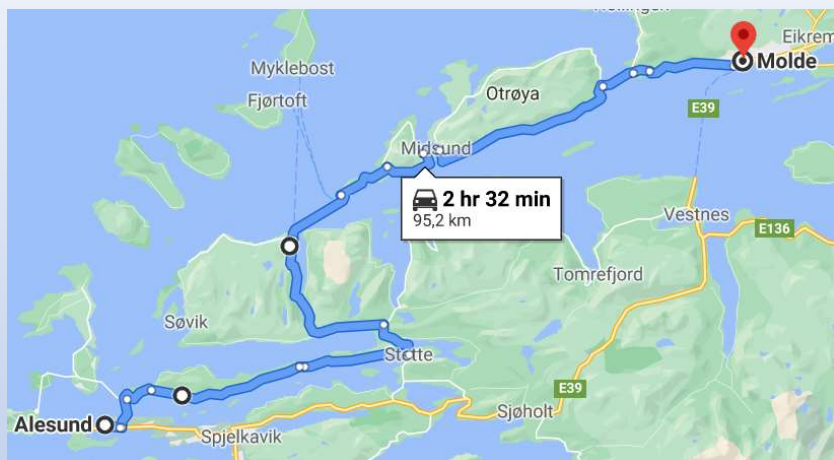 Eikrem
Molde
Myklebost
Fjørtoft
Otrøya
E39
Midsund
2 hr 32 min
95,2 km
Vestnes
E136
Tomrefjord
Søvik
Stette
E39
Sjøholt
Alesund
Spjelkavik